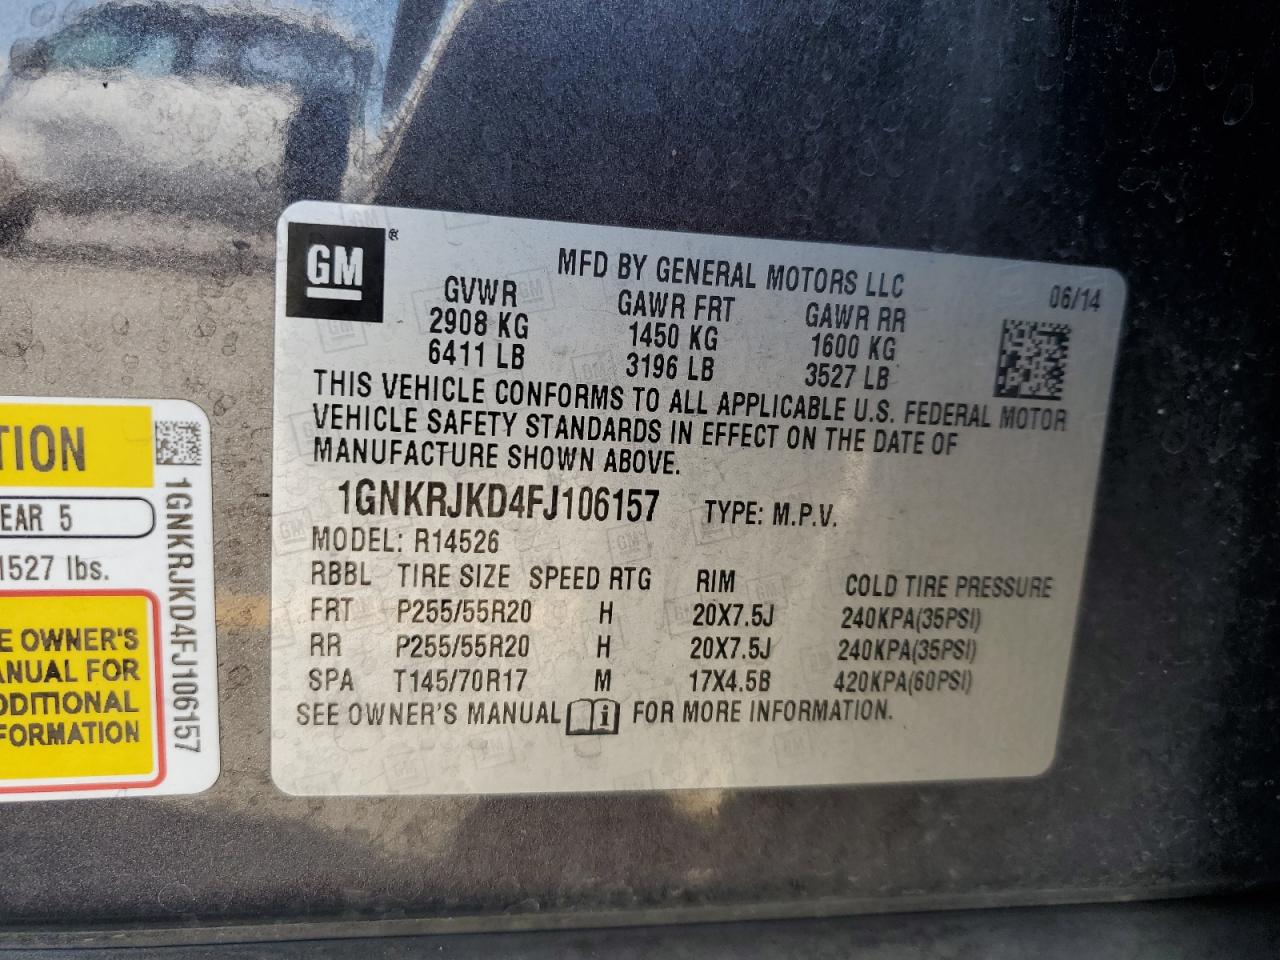 GM ®
MFD BY GENERAL MOTORS LLC
06/14
GVWR GAWR FRT GAWR RR
2908 KG 1450 KG 1600 KG
6411 LB 3196 LB 3527 LB
THIS VEHICLE CONFORMS TO ALL APPLICABLE U.S. FEDERAL MOTOR
VEHICLE SAFETY STANDARDS IN EFFECT ON THE DATE OF
MANUFACTURE SHOWN ABOVE.
1GNKRJKD4FJ106157 TYPE: M.P.V.
MODEL: R14526
RBBL TIRE SIZE SPEED RTG RIM COLD TIRE PRESSURE
FRT P255/55R20 H 20X7.5J 240KPA(35PSI)
RR P255/55R20 H 20X7.5J 240KPA(35PSI)
SPA T145/70R17 M 17X4.5B 420KPA(60PSI)
SEE OWNER'S MANUAL i FOR MORE INFORMATION.
TION
EAR 5
1527 lbs.
E OWNER'S
ANUAL FOR
DDITIONAL
FORMATION
1GNKRJKD4FJ106157